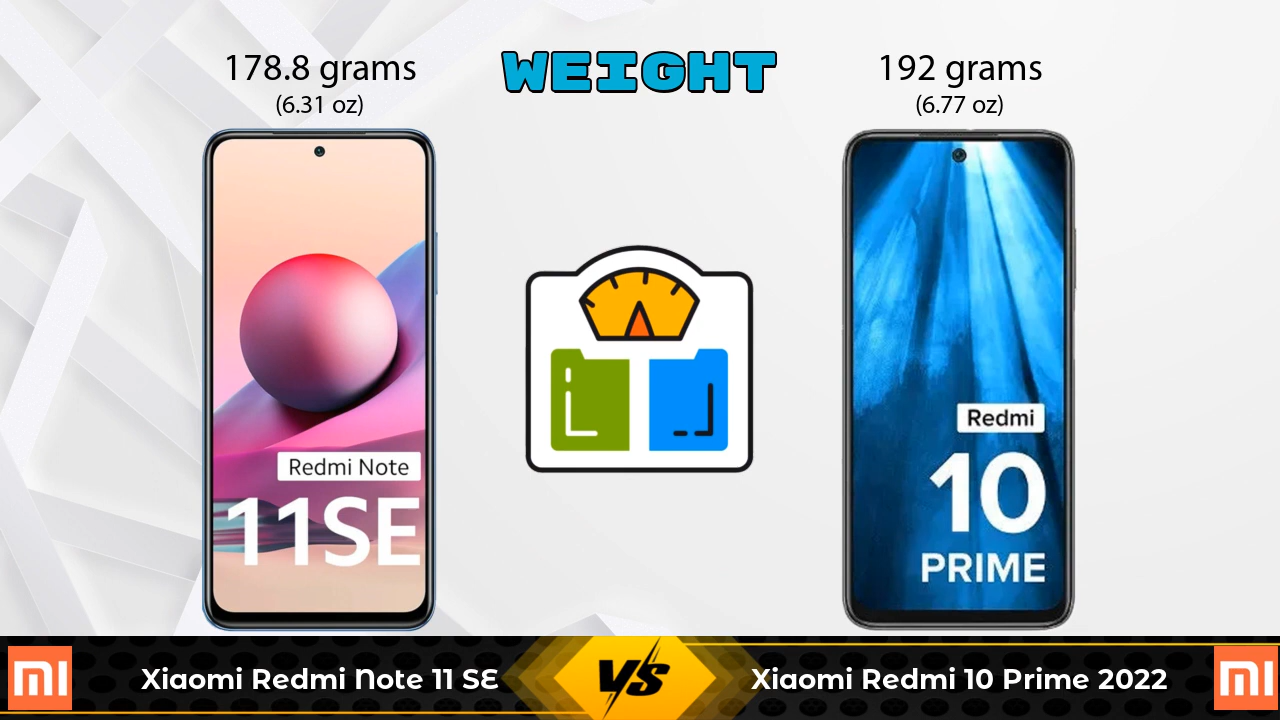 WEIGHT
178.8 grams
(6.31 oz)
192 grams
(6.77 oz)
Redmi Note
11SE
Redmi
10
PRIME
MI
Xiaomi Redmi Note 11 SE
VS
Xiaomi Redmi 10 Prime 2022
MI